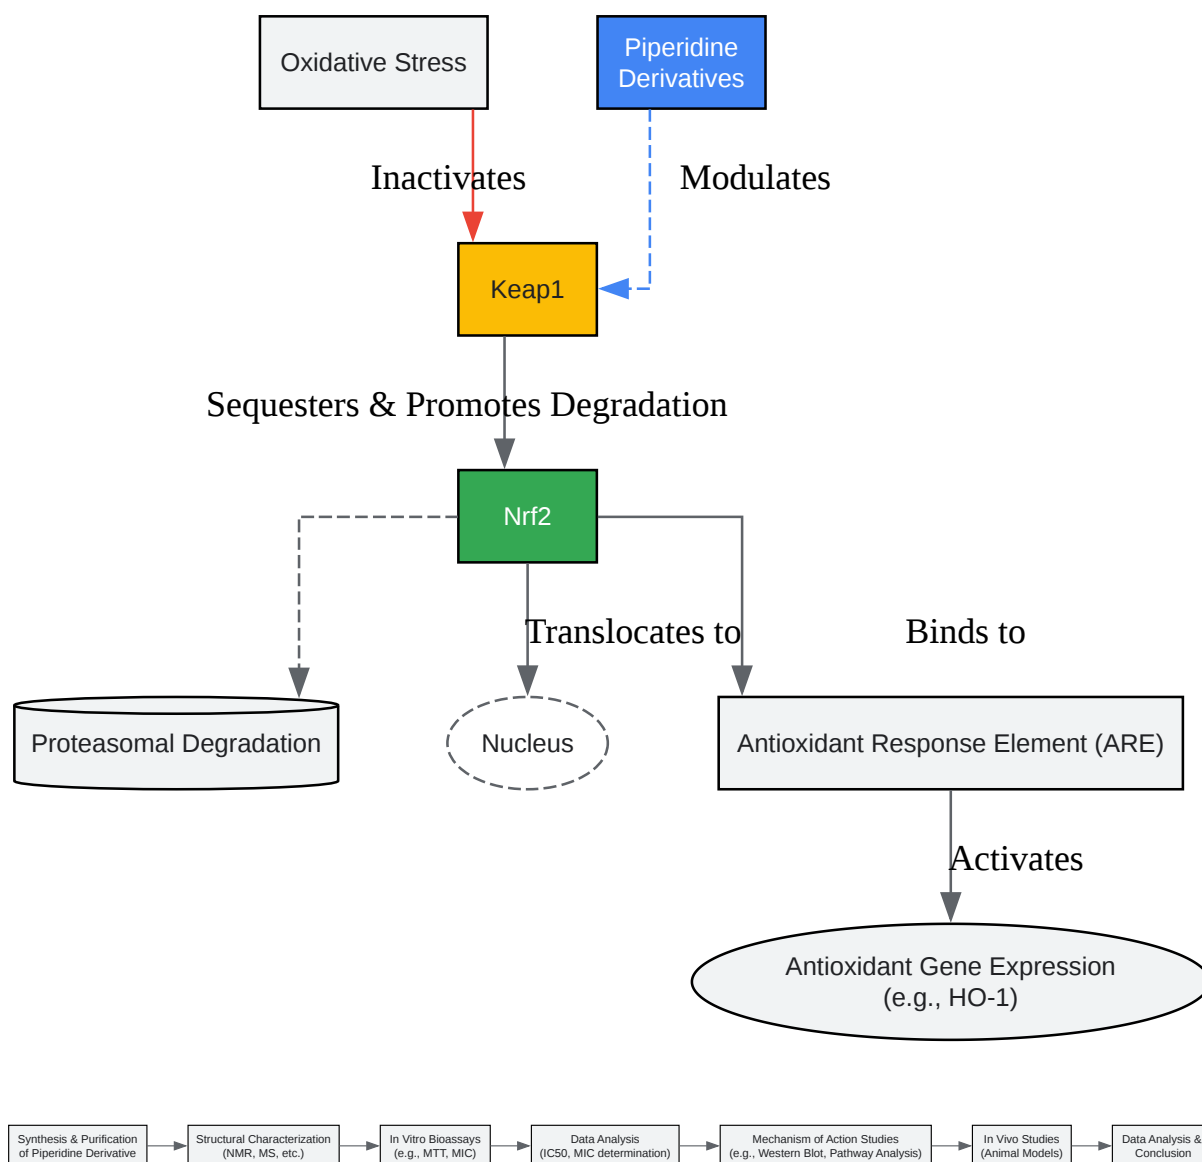 Oxidative Stress
Piperidine
Derivatives
Inactivates
Modulates
Keap1
Sequesters & Promotes Degradation
Nrf2
Translocates to
Binds to
Proteasomal Degradation
Nucleus
Antioxidant Response Element (ARE)
Activates
Antioxidant Gene Expression
(e.g., HO-1)
Synthesis & Purification
of Piperidine Derivative
Structural Characterization
(NMR, MS, etc.)
In Vitro Bioassays
(e.g., MTT, MIC)
Data Analysis
(IC50, MIC determination)
Mechanism of Action Studies
(e.g., Western Blot, Pathway Analysis)
In Vivo Studies
(Animal Models)
Data Analysis &
Conclusion